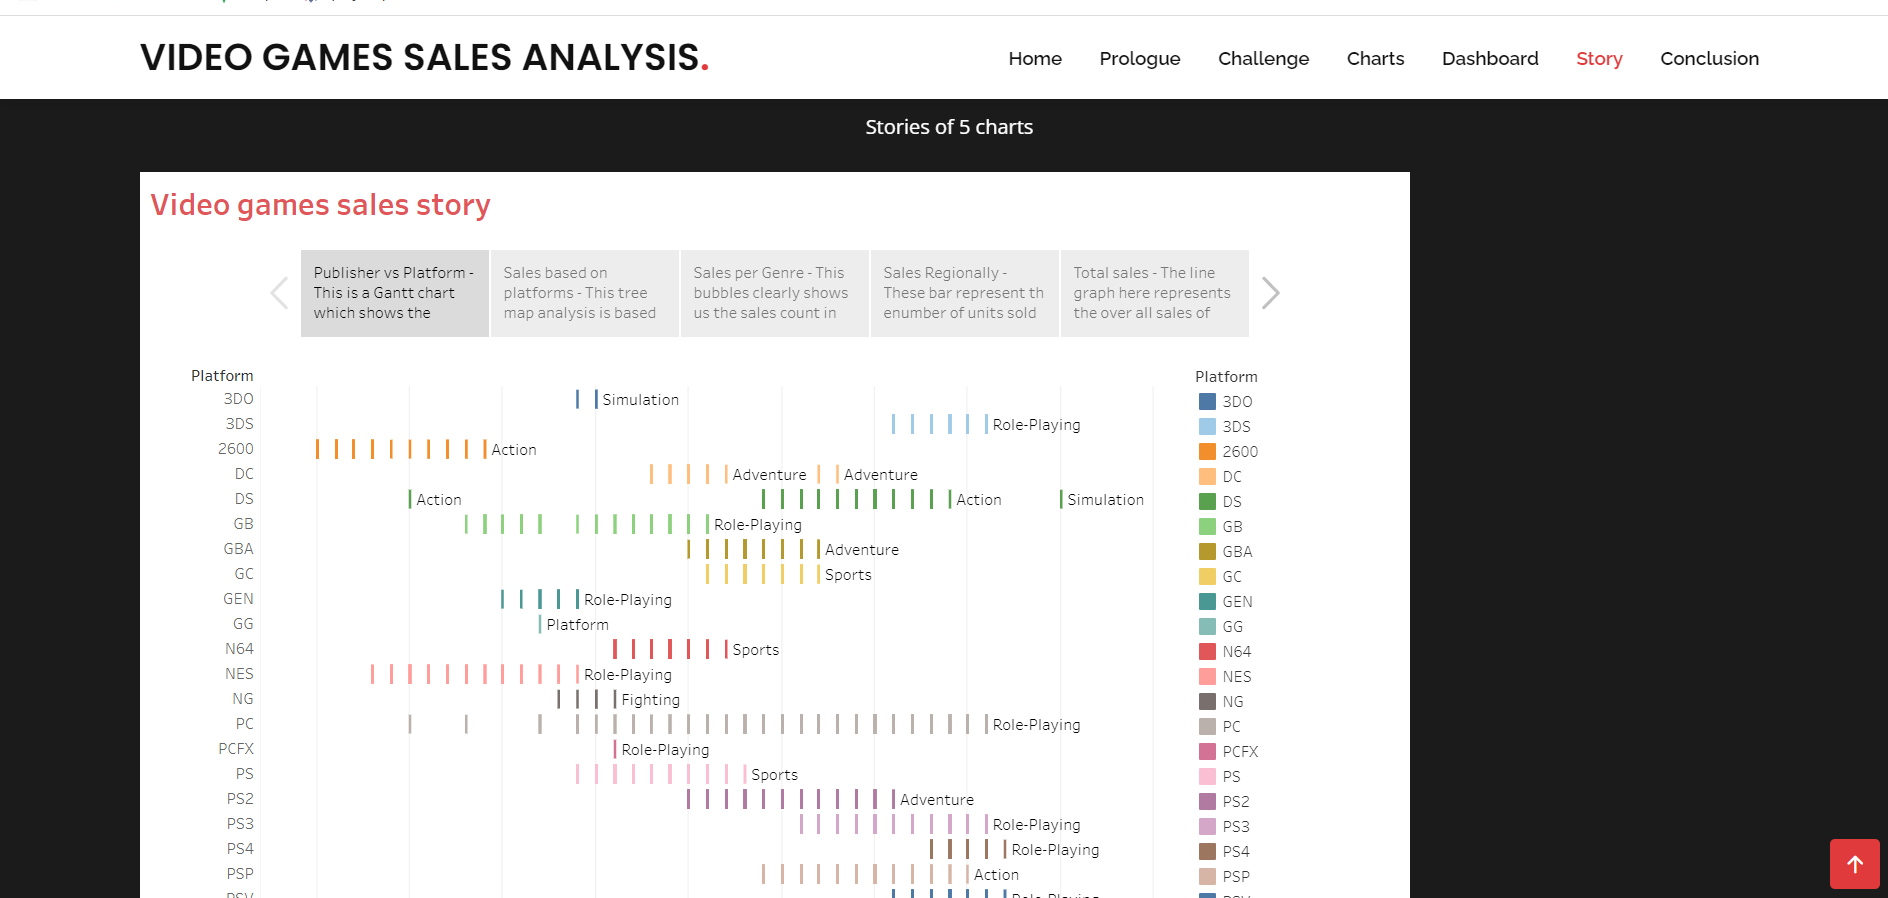 VIDEO GAMES SALES ANALYSIS.
Home Prologue Challenge Charts Dashboard Story Conclusion
Stories of 5 charts
Video games sales story
Publisher vs Platform -
This is a Gantt chart
which shows the
Sales based on
platforms - This tree
map analysis is based
Sales per Genre - This
bubbles clearly shows
us the sales count in
Sales Regionally -
These bar represent th
enumber of units sold
Total sales - The line
graph here represents
the over all sales of
Platform
3DO Simulation
3DS Role-Playing
2600 Action
DC Adventure Adventure
DS Action Action Simulation
GB Role-Playing
GBA Adventure
GC Sports
GEN Role-Playing
GG Platform
N64 Sports
NES Role-Playing
NG Fighting
PC Role-Playing
PCFX Role-Playing
PS Sports
PS2 Adventure
PS3 Role-Playing
PS4 Role-Playing
PSP Action
PSV Role-Playing
Platform
3DO
3DS
2600
DC
DS
GB
GBA
GC
GEN
GG
N64
NES
NG
PC
PCFX
PS
PS2
PS3
PS4
PSP
PSV